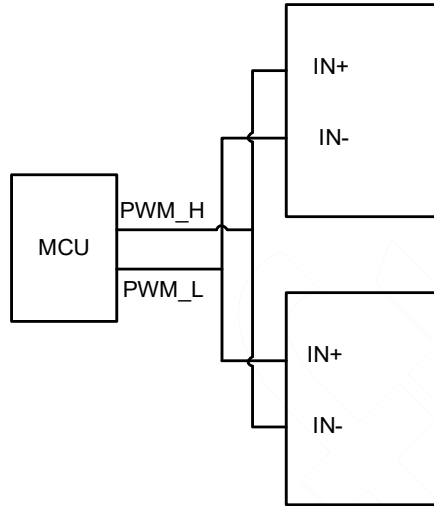 IN+
IN-
PWM_H
MCU
PWM_L
IN+
IN-